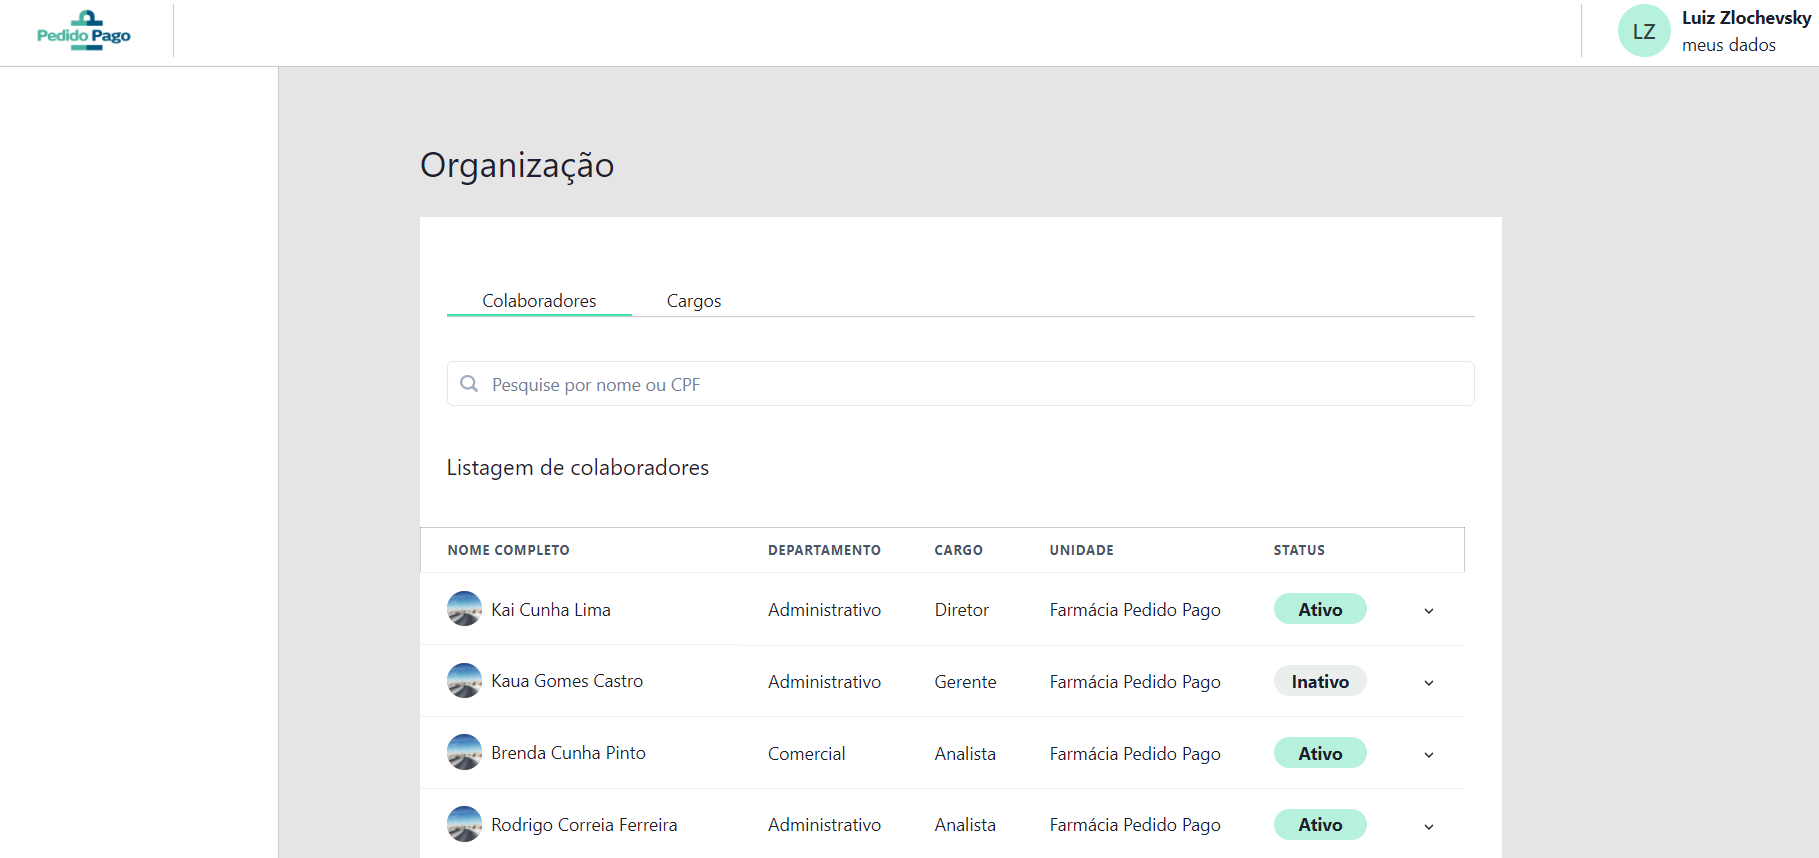 Pedido Pago
LZ
Luiz Zlochevsky
meus dados
Organização
Colaboradores Cargos
Pesquise por nome ou CPF
Listagem de colaboradores
NOME COMPLETO DEPARTAMENTO CARGO UNIDADE STATUS
Kai Cunha Lima Administrativo Diretor Farmácia Pedido Pago Ativo
Kaua Gomes Castro Administrativo Gerente Farmácia Pedido Pago Inativo
Brenda Cunha Pinto Comercial Analista Farmácia Pedido Pago Ativo
Rodrigo Correia Ferreira Administrativo Analista Farmácia Pedido Pago Ativo